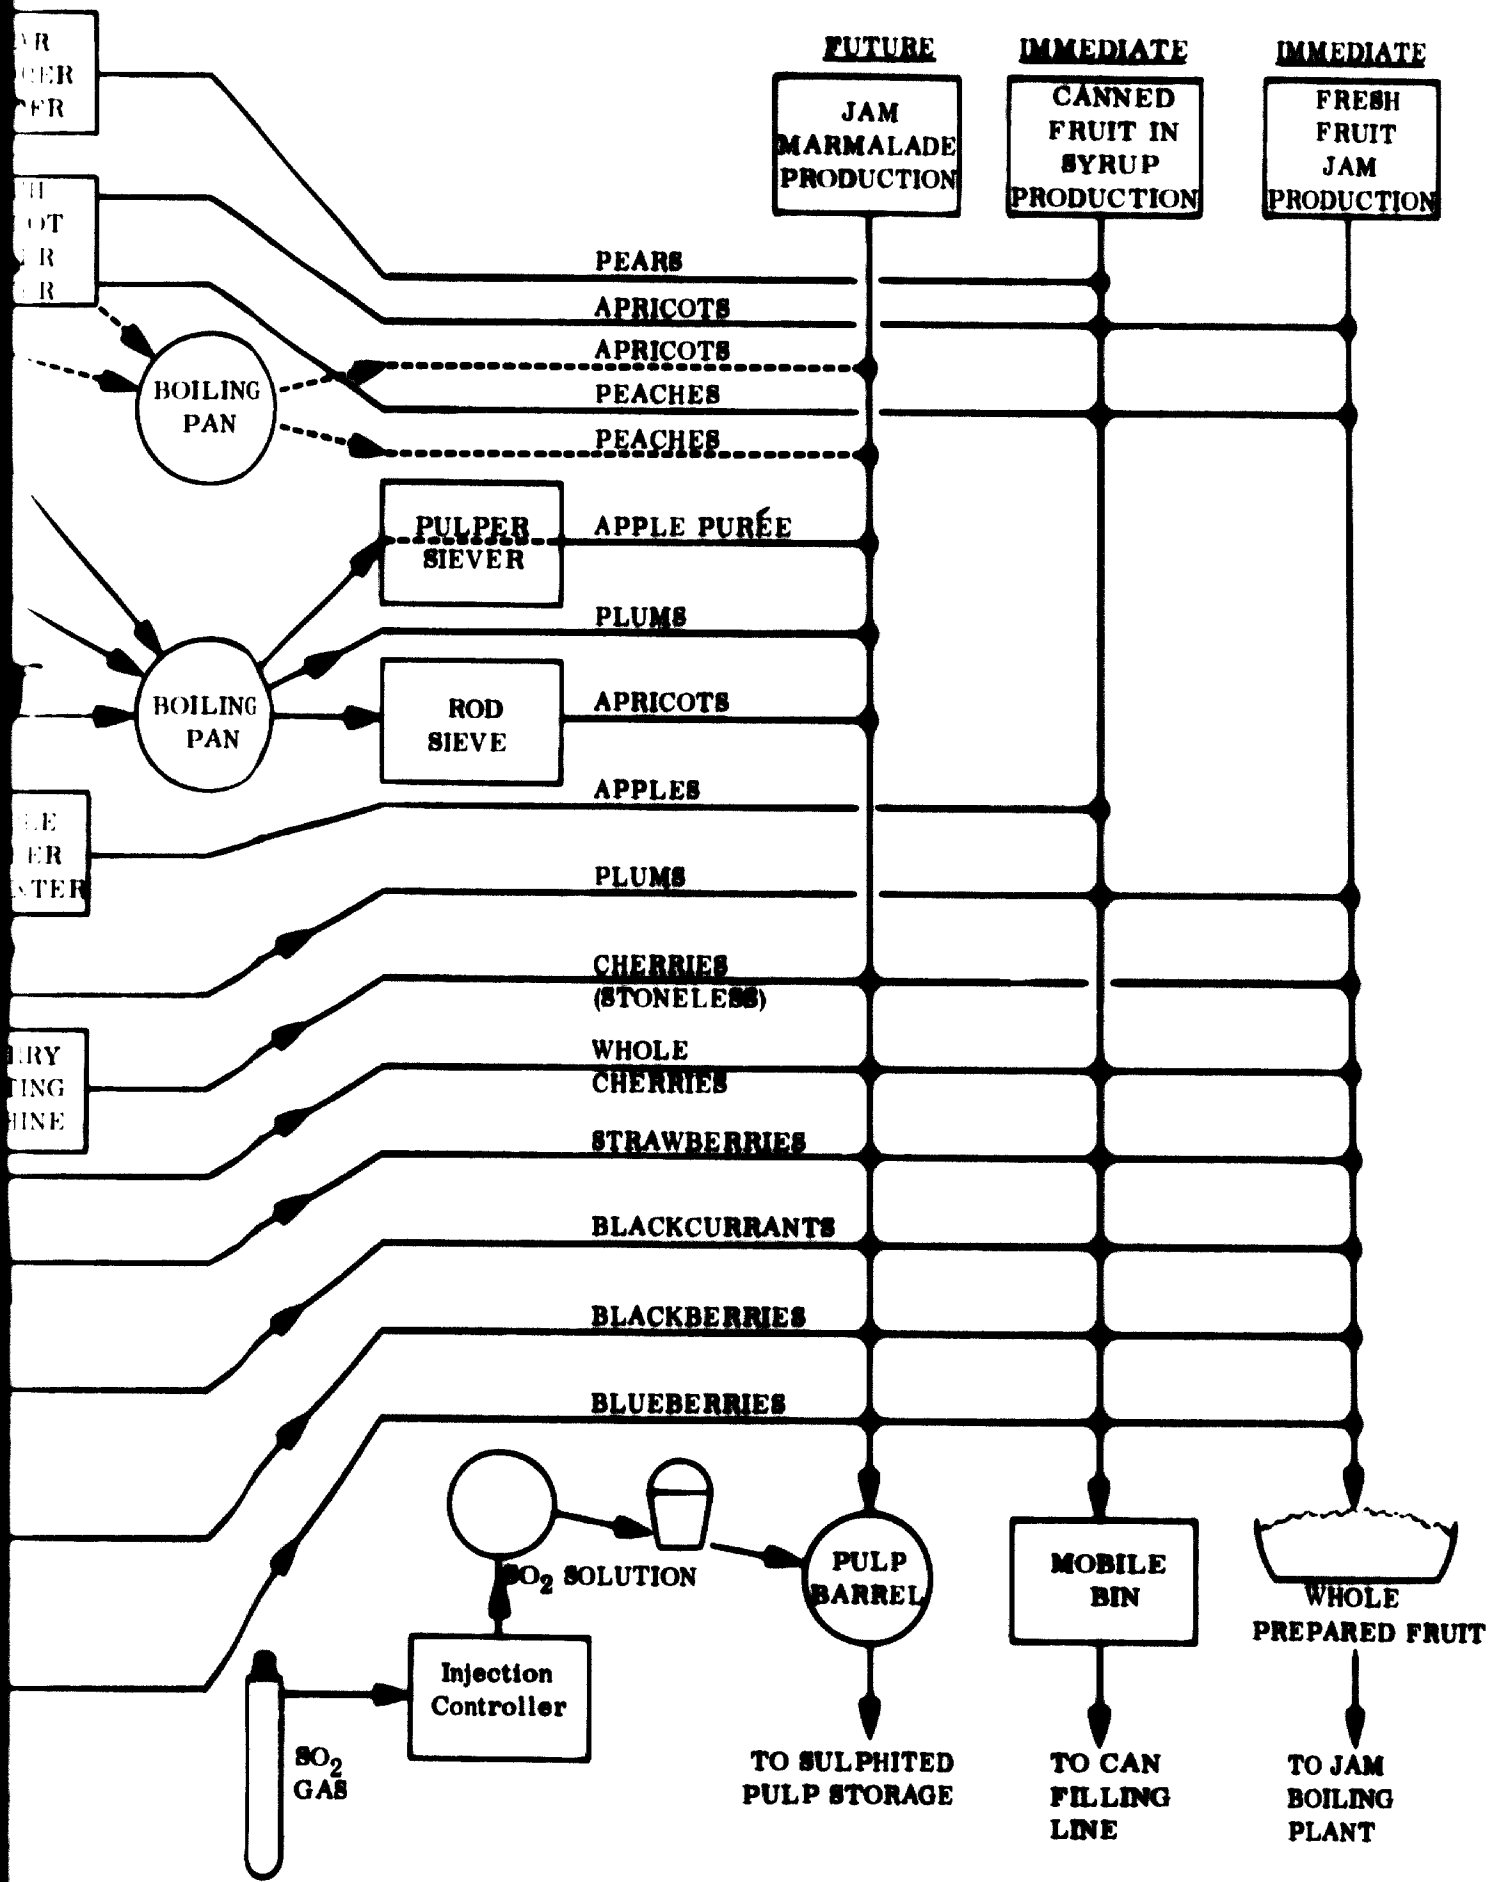 FUTURE
IMMEDIATE
IMMEDIATE
JAM
MARMALADE
PRODUCTION
CANNED
FRUIT IN
SYRUP
PRODUCTION
FRESH
FRUIT
JAM
PRODUCTION
PEARS
APRICOTS
APRICOTS
PEACHES
PEACHES
BOILING
PAN
PULPER
SIEVER
APPLE PURÉE
PLUMS
BOILING
PAN
ROD
SIEVE
APRICOTS
APPLES
PLUMS
CHERRIES
(STONELESS)
WHOLE
CHERRIES
STRAWBERRIES
BLACKCURRANTS
BLACKBERRIES
BLUEBERRIES
SO2 SOLUTION
PULP
BARREL
MOBILE
BIN
WHOLE
PREPARED FRUIT
Injection
Controller
SO2
GAS
TO SULPHITED
PULP STORAGE
TO CAN
FILLING
LINE
TO JAM
BOILING
PLANT